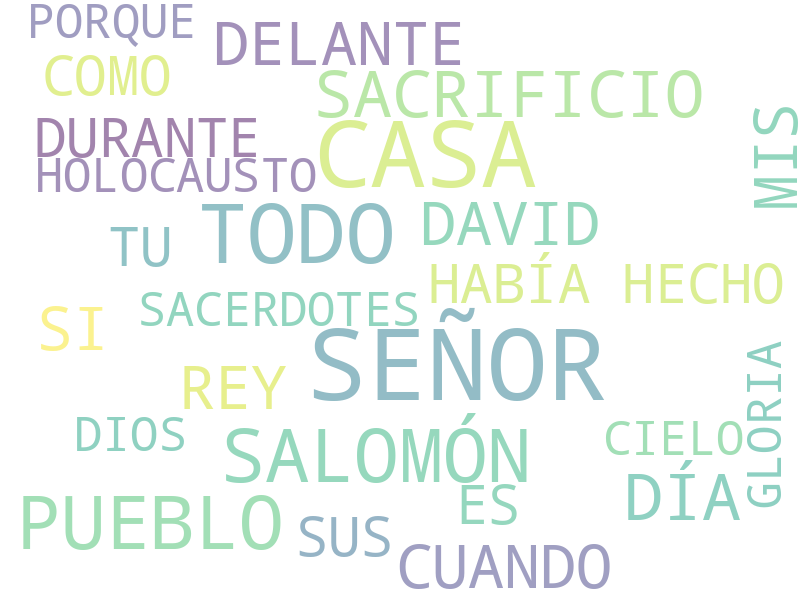 PORQUE
DELANTE
COMO
SACRIFICIO
MIS
DURANTE
CASA
HOLOCAUSTO
TODO
DAVID
TU
HABÍA HECHO
SACERDOTES
SI
SEÑOR
REY
GLORIA
DIOS
SALOMÓN
CIELO
DÍA
ES
PUEBLO
SUS
CUANDO